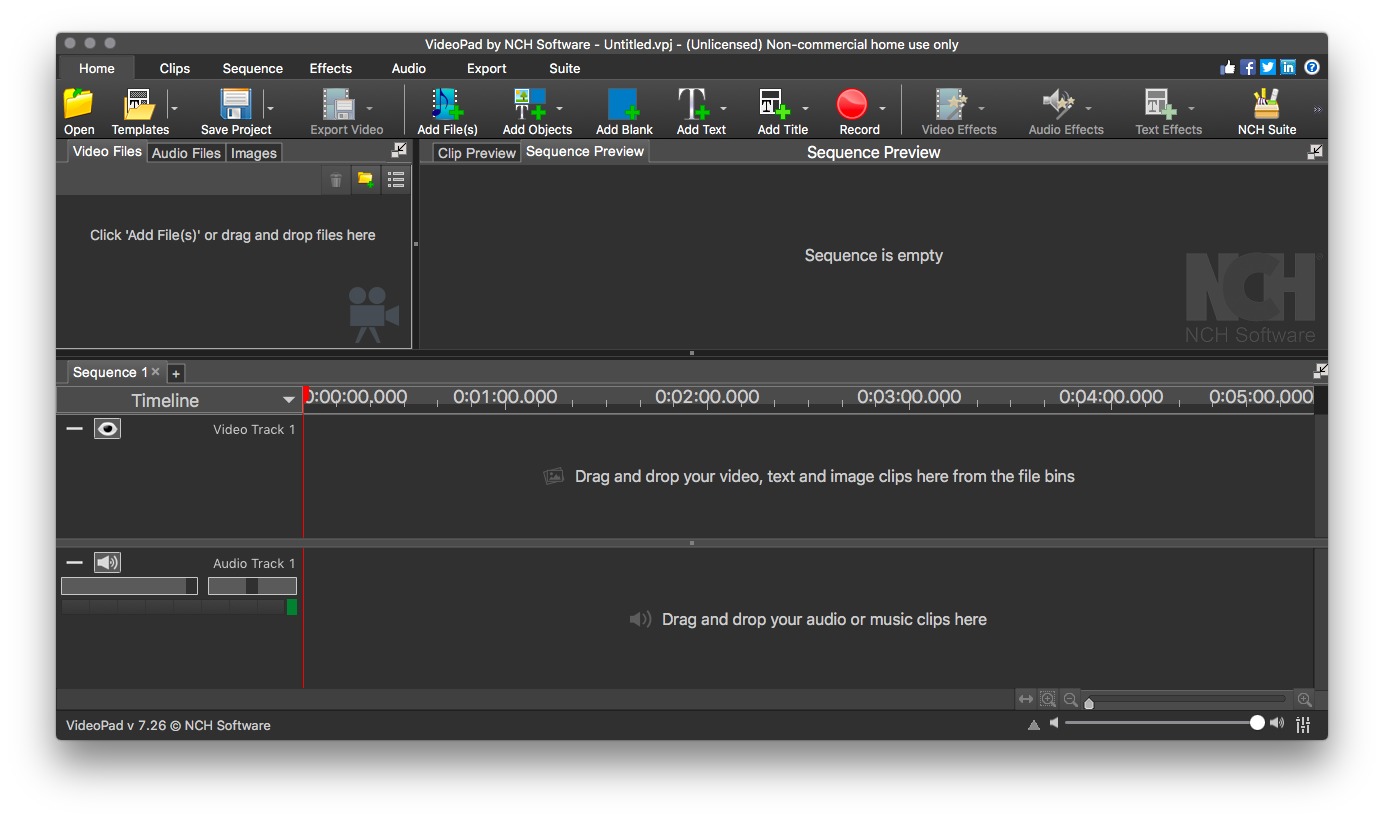 VideoPad by NCH Software - Untitled.vpj - (Unlicensed) Non-commercial home use only
Home Clips Sequence Effects Audio Export Suite
Open Templates Save Project Export Video Add File(s) Add Objects Add Blank Add Text Add Title Record Video Effects Audio Effects Text Effects NCH Suite
Video Files Audio Files Images Clip Preview Sequence Preview Sequence Preview
Click 'Add File(s)' or drag and drop files here
Sequence is empty
NCH
NCH Software
Sequence 1
Timeline 0:00:00,000 0:01:00.000 0:02:00.000 0:03:00.000 0:04:00.000 0:05:00.000
Video Track 1
Drag and drop your video, text and image clips here from the file bins
Audio Track 1
Drag and drop your audio or music clips here
VideoPad v 7.26 © NCH Software